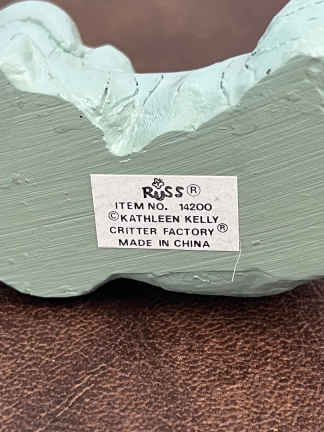 RUSS®
ITEM NO. 14200
©KATHLEEN KELLY
CRITTER FACTORY®
MADE IN CHINA